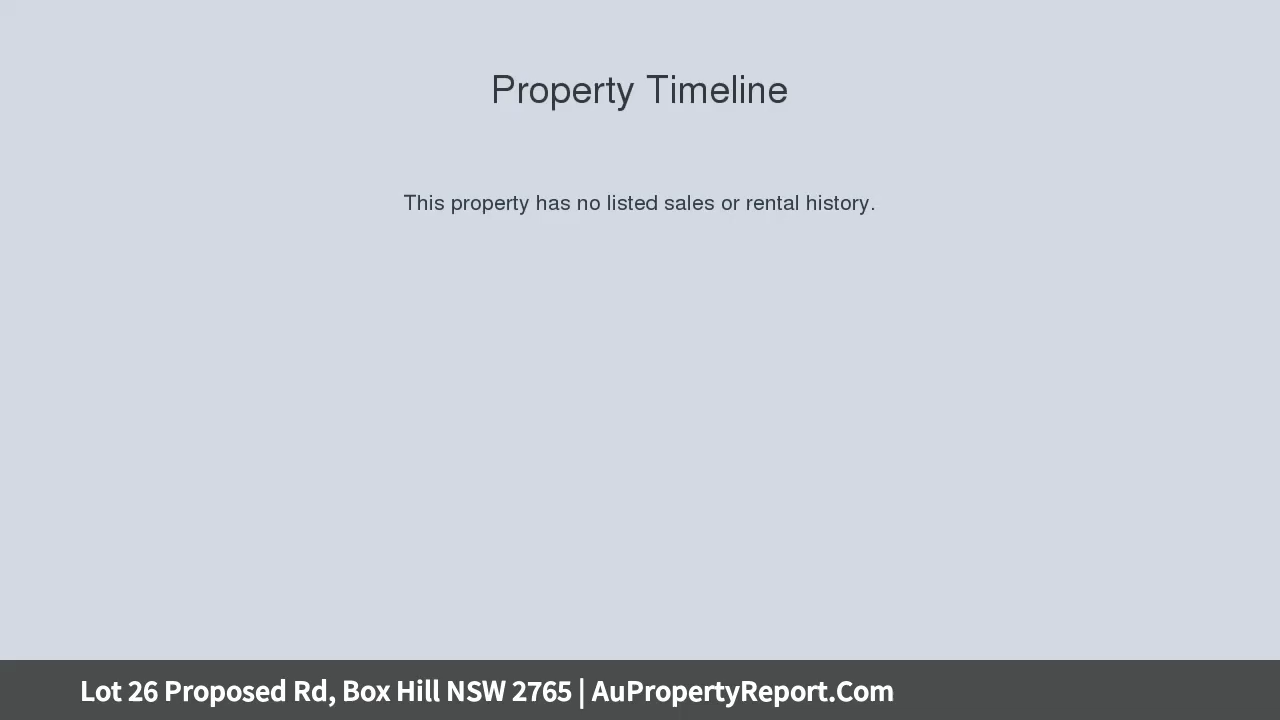 Property Timeline
This property has no listed sales or rental history.
Lot 26 Proposed Rd, Box Hill NSW 2765 | AuPropertyReport.Com